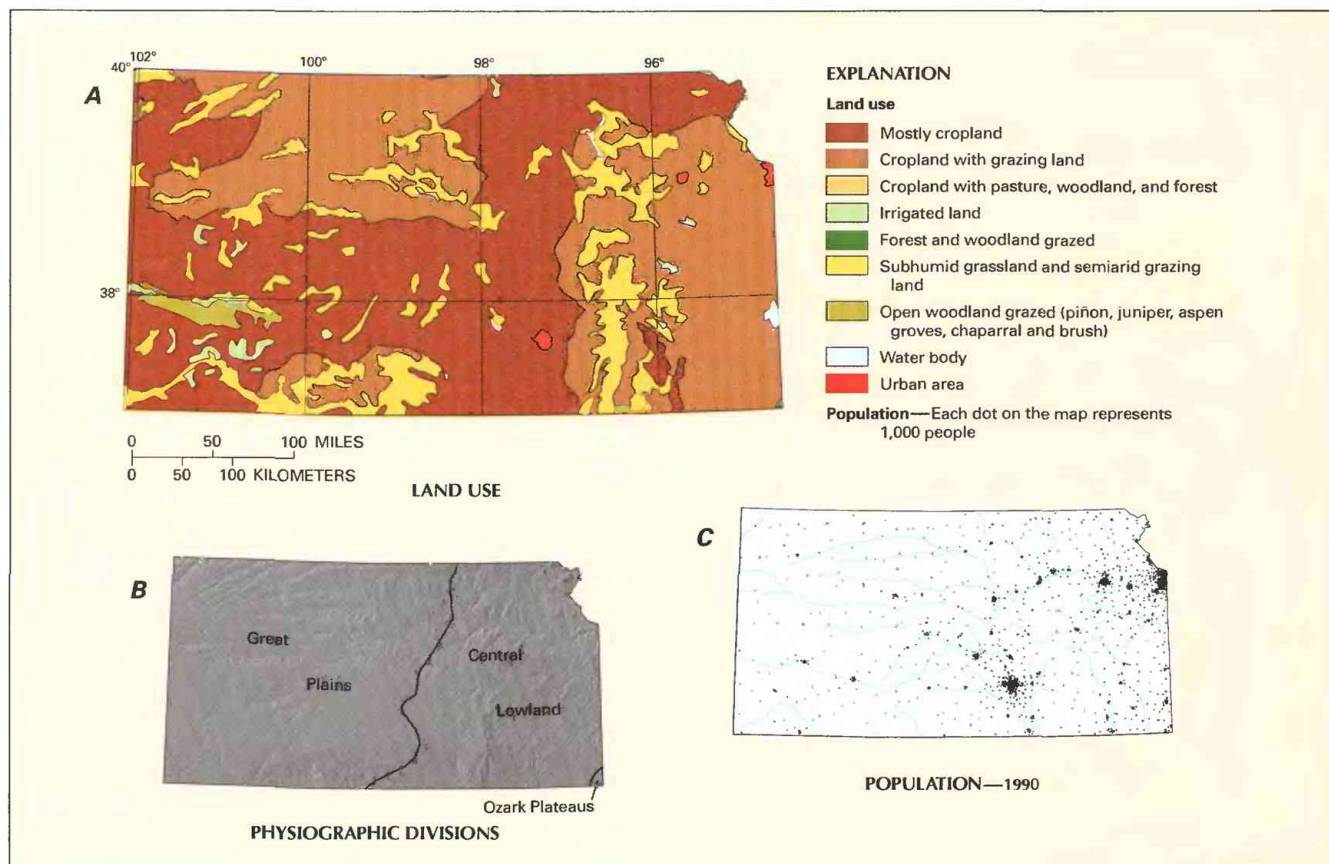 A
40°
102°
100°
98°
96°
38°
0 50 100 MILES
0 50 100 KILOMETERS
LAND USE
EXPLANATION
Land use
Mostly cropland
Cropland with grazing land
Cropland with pasture, woodland, and forest
Irrigated land
Forest and woodland grazed
Subhumid grassland and semiarid grazing
land
Open woodland grazed (piñon, juniper, aspen
groves, chaparral and brush)
Water body
Urban area
Population—Each dot on the map represents
1,000 people
B
Great
Plains
Central
Lowland
Ozark Plateaus
PHYSIOGRAPHIC DIVISIONS
C
POPULATION—1990